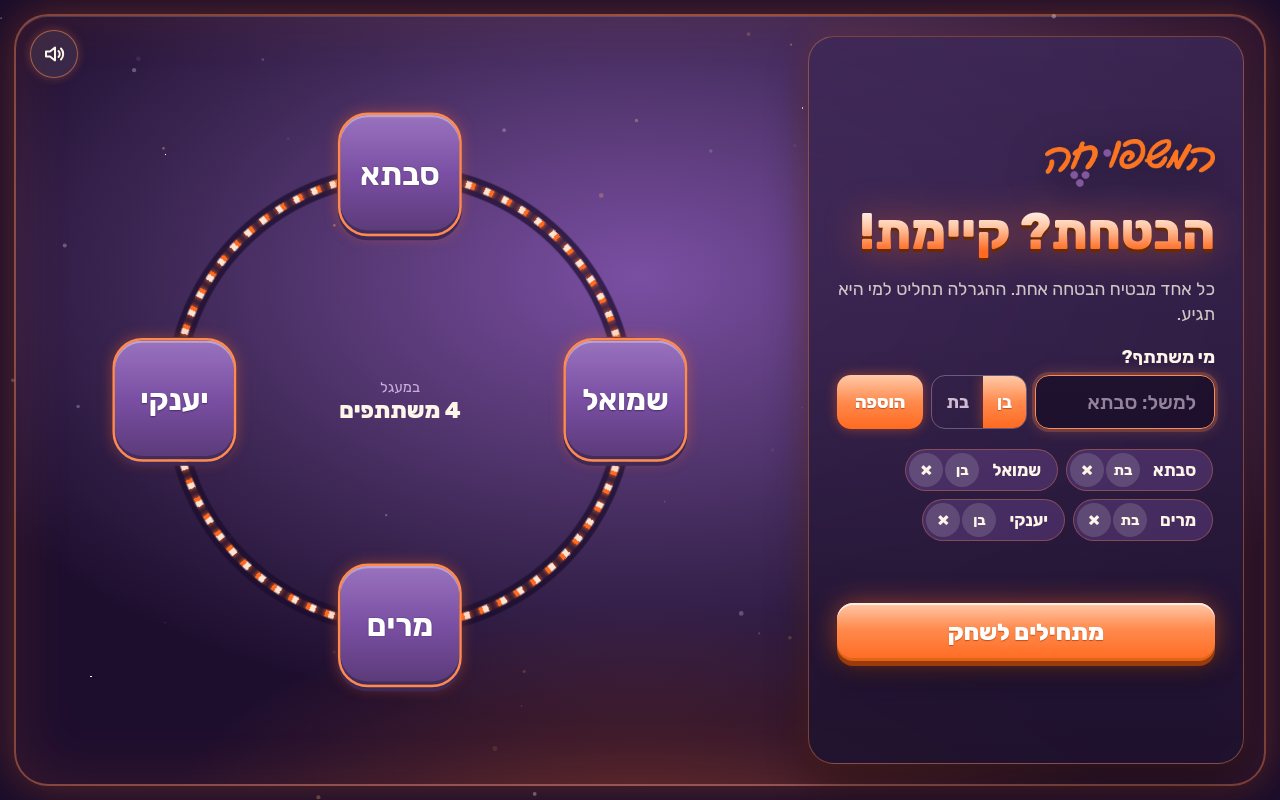 המשפוחה
הבטחת? קיימת!
כל אחד מבטיח הבטחה אחת. ההגרלה תחליט למי היא
תגיע.
מי משתתף?
למשל: סבתא
בן
בת
הוספה
סבתא
בת
שמואל
בן
מרים
בת
יענקי
בן
מתחילים לשחק
סבתא
שמואל
במעגל
4 משתתפים
יענקי
מרים